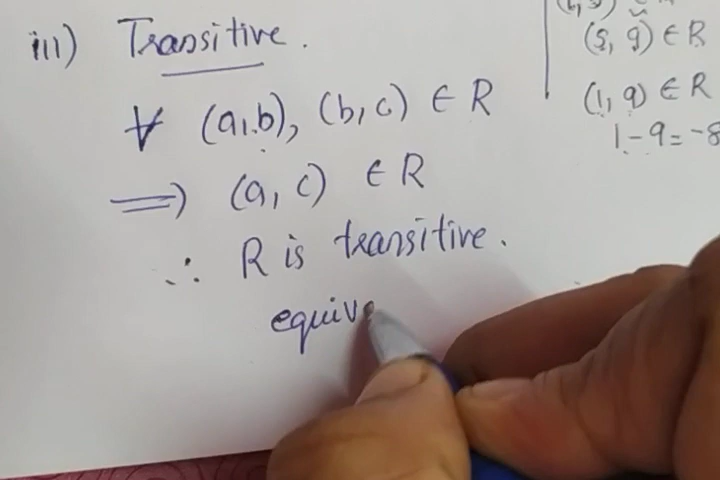 iii) Transitive.
∀ (a,b), (b,c) ∈ R
⟹ (a, c) ∈ R
∴ R is transitive.
equiv
(5, 9) ∈ R
(1, 9) ∈ R
1-9=-8